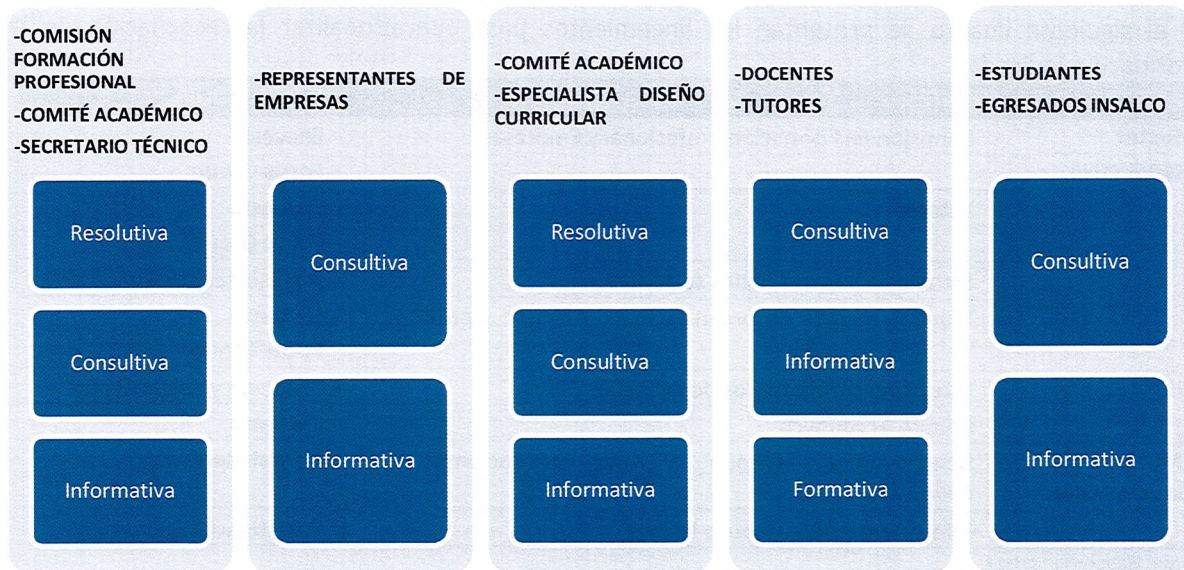 -COMISIÓN
FORMACIÓN
PROFESIONAL
-COMITÉ ACADÉMICO
-SECRETARIO TÉCNICO
Resolutiva
Consultiva
Informativa
-REPRESENTANTES DE
EMPRESAS
Consultiva
Informativa
-COMITÉ ACADÉMICO
-ESPECIALISTA DISEÑO
CURRICULAR
Resolutiva
Consultiva
Informativa
-DOCENTES
-TUTORES
Consultiva
Informativa
Formativa
-ESTUDIANTES
-EGRESADOS INSALCO
Consultiva
Informativa